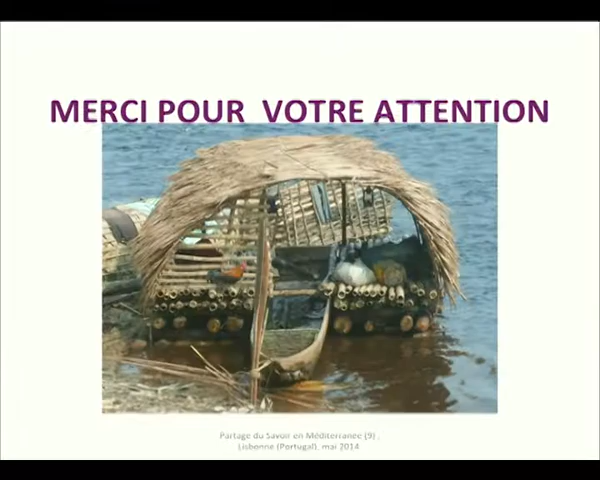 MERCI POUR VOTRE ATTENTION
Partage du Savoir en Méditerranée (9) ,
Lisbonne (Portugal), mai 2014